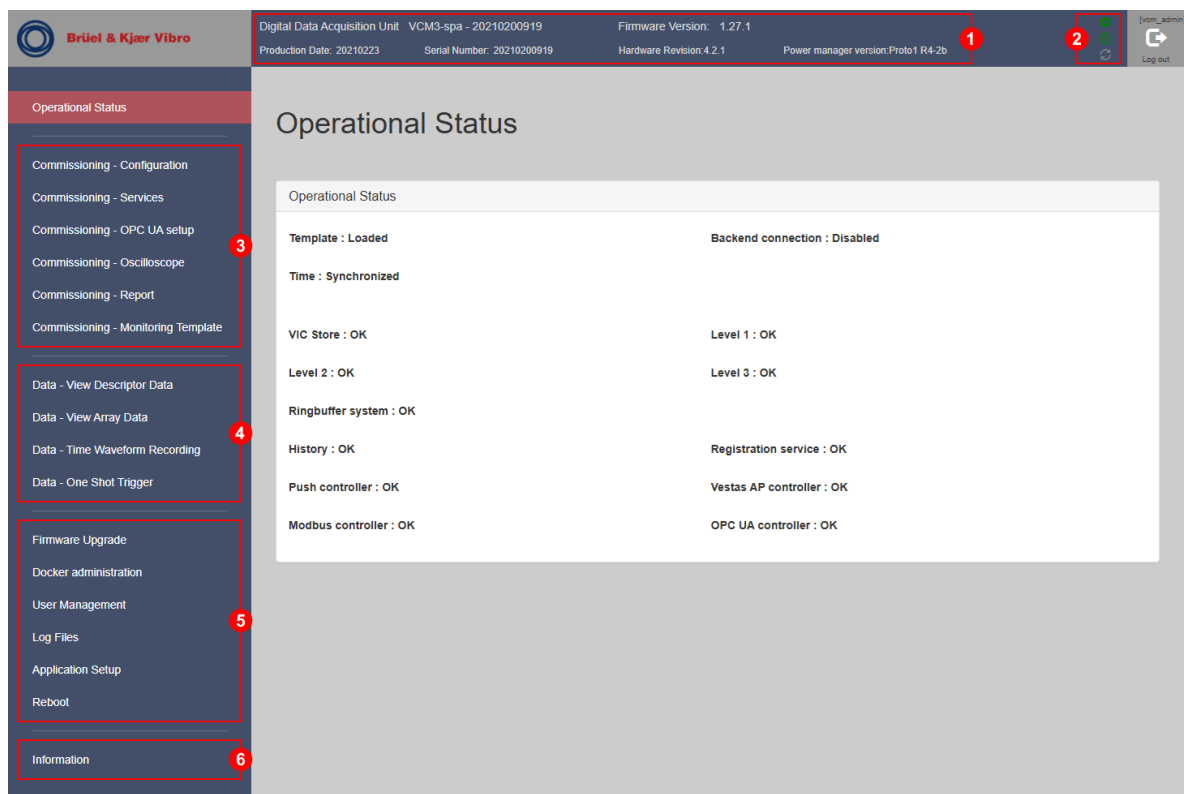 Brüel & Kjær Vibro
Digital Data Acquisition Unit VCM3-spa - 20210200919 Firmware Version: 1.27.1
Production Date: 20210223 Serial Number: 20210200919 Hardware Revision:4.2.1 Power manager version:Proto1 R4-2b
1
2
[vcm_admin
Log out
Operational Status
Commissioning - Configuration
Commissioning - Services
Commissioning - OPC UA setup
Commissioning - Oscilloscope
Commissioning - Report
Commissioning - Monitoring Template
3
Data - View Descriptor Data
Data - View Array Data
Data - Time Waveform Recording
Data - One Shot Trigger
4
Firmware Upgrade
Docker administration
User Management
Log Files
Application Setup
Reboot
5
Information
6
Operational Status
Operational Status
Template : Loaded Backend connection : Disabled
Time : Synchronized
VIC Store : OK Level 1 : OK
Level 2 : OK Level 3 : OK
Ringbuffer system : OK
History : OK Registration service : OK
Push controller : OK Vestas AP controller : OK
Modbus controller : OK OPC UA controller : OK